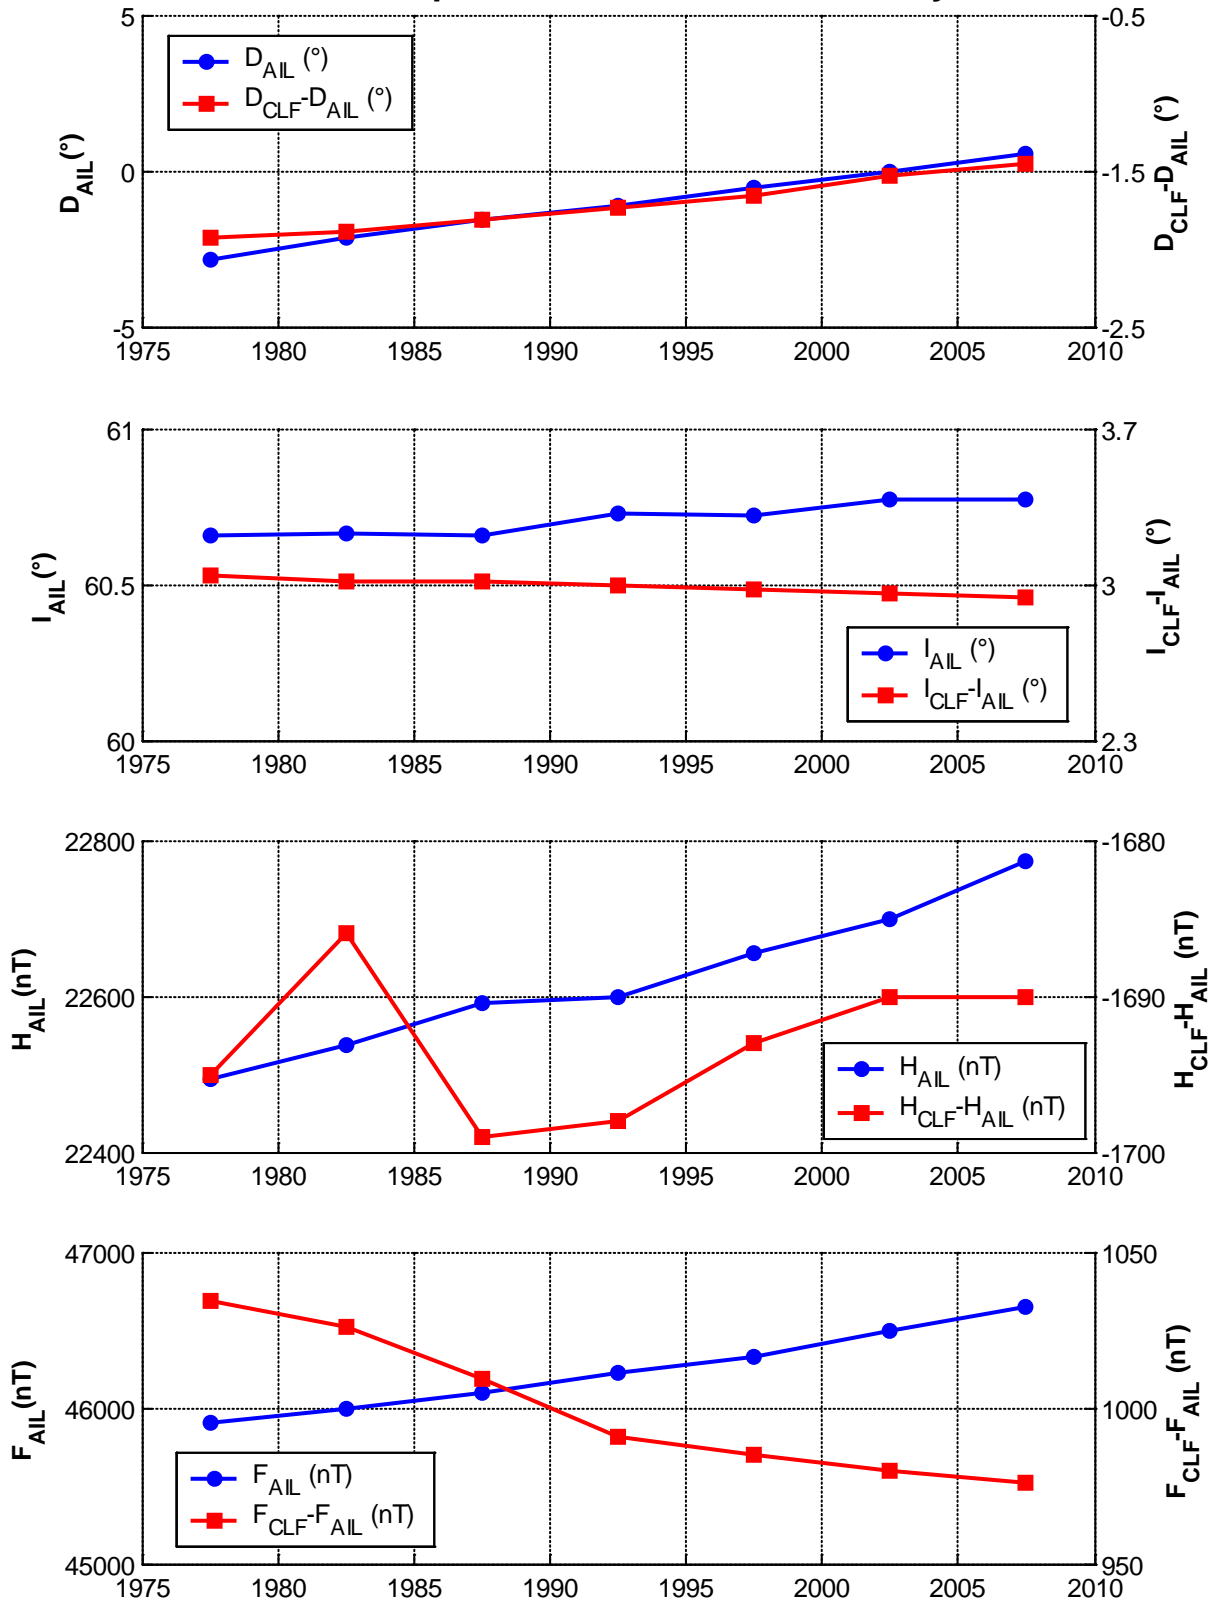 5
-0.5
D_AIL (°)
D_CLF-D_AIL (°)
D_AIL(°)
0
-1.5
D_CLF-D_AIL (°)
-5
-2.5
1975 1980 1985 1990 1995 2000 2005 2010
61
3.7
I_AIL(°)
60.5
3
I_CLF-I_AIL (°)
I_AIL (°)
I_CLF-I_AIL (°)
60
2.3
1975 1980 1985 1990 1995 2000 2005 2010
22800
-1680
H_AIL(nT)
22600
-1690
H_CLF-H_AIL (nT)
H_AIL (nT)
H_CLF-H_AIL (nT)
22400
-1700
1975 1980 1985 1990 1995 2000 2005 2010
47000
1050
F_AIL(nT)
46000
1000
F_CLF-F_AIL (nT)
F_AIL (nT)
F_CLF-F_AIL (nT)
45000
950
1975 1980 1985 1990 1995 2000 2005 2010